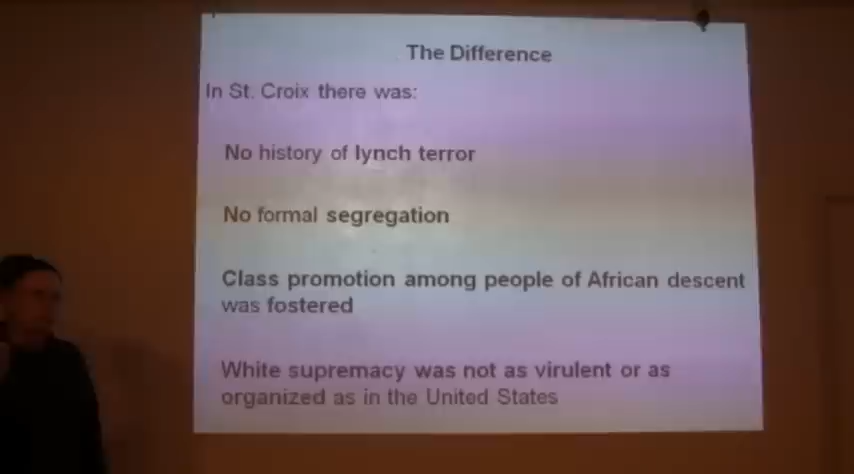 The Difference
In St. Croix there was:
No history of lynch terror
No formal segregation
Class promotion among people of African descent
was fostered
White supremacy was not as virulent or as
organized as in the United States